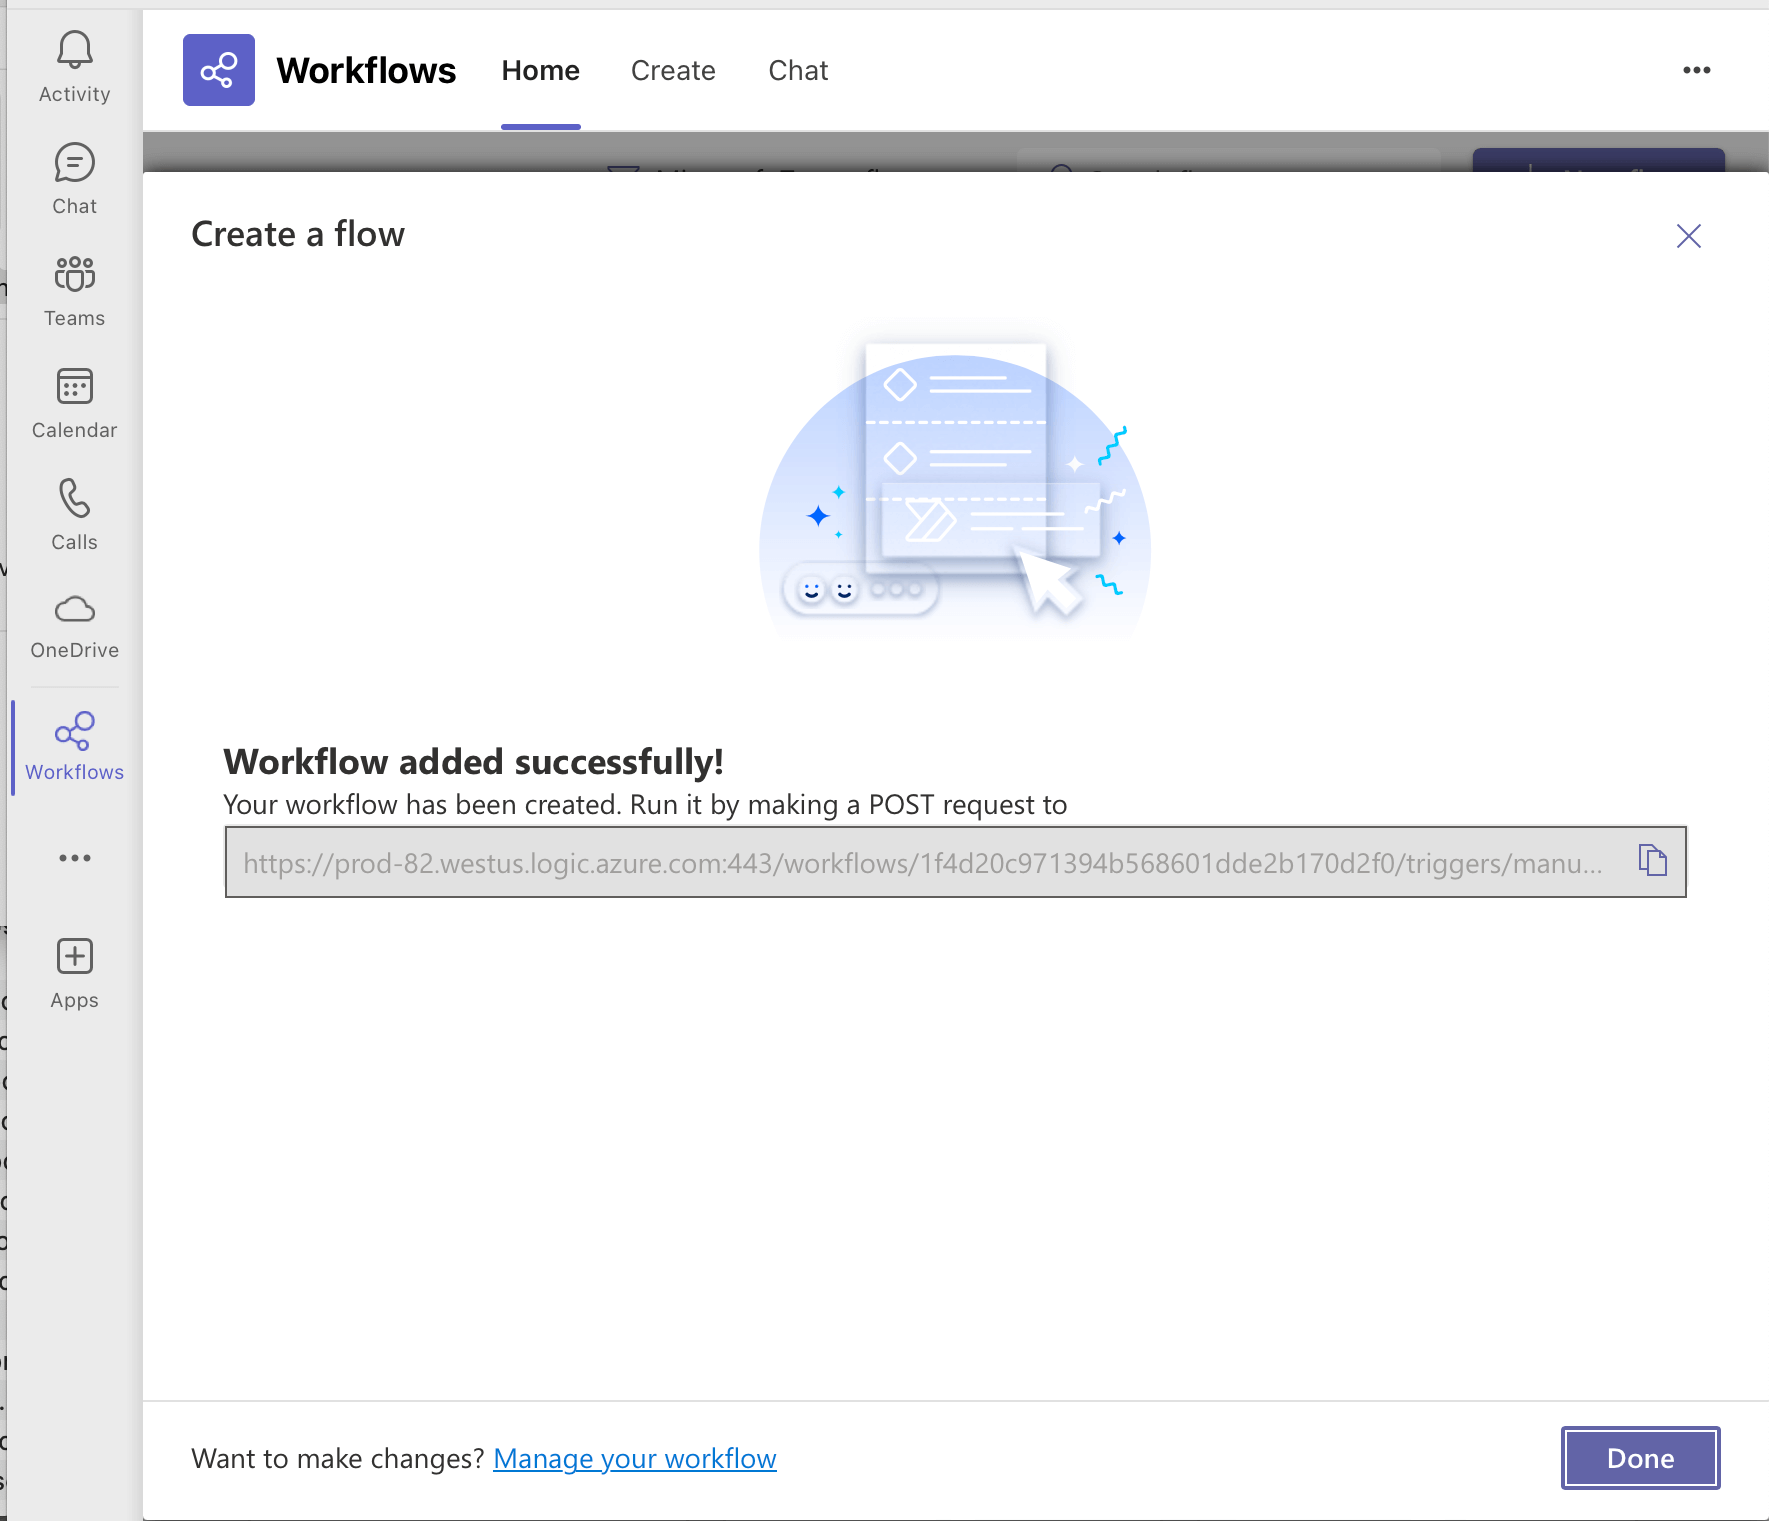 Activity
Chat
Teams
Calendar
Calls
OneDrive
Workflows
Apps
Workflows Home Create Chat
Create a flow
Workflow added successfully!
Your workflow has been created. Run it by making a POST request to
https://prod-82.westus.logic.azure.com:443/workflows/1f4d20c971394b568601dde2b170d2f0/triggers/manu...
Want to make changes? Manage your workflow
Done